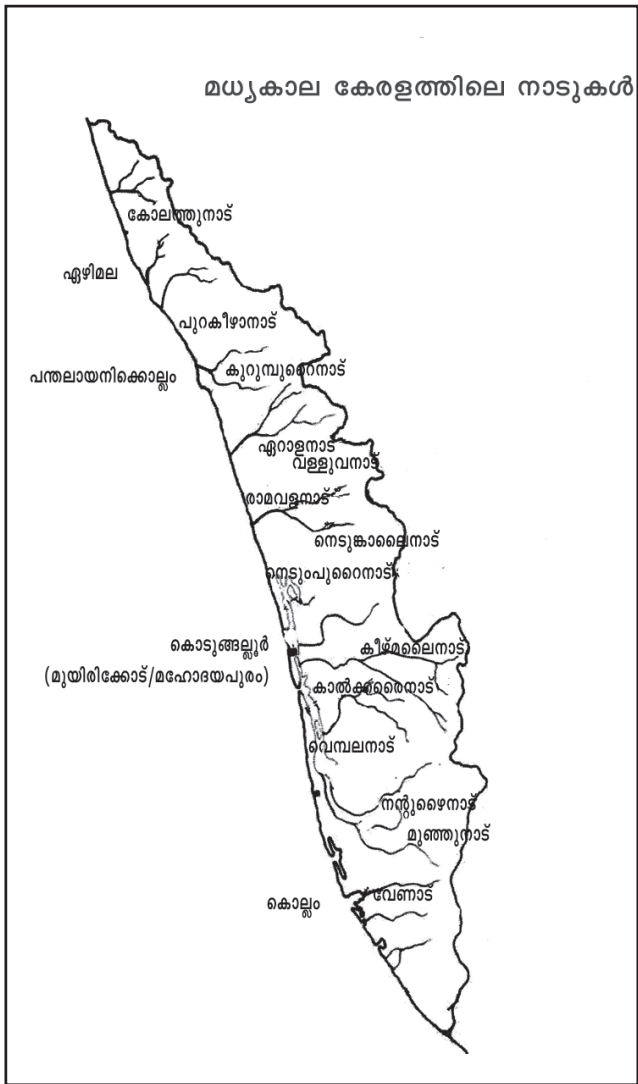 മധ്യകാല കേരളത്തിലെ നാടുകൾ
കോലത്തുനാട്
ഏഴിമല
പുറകീഴാനാട്
കുറുമ്പുറൈനാട്
പന്തലായനിക്കൊല്ലം
ഏറാളനാട്
വള്ളുവനാട്
രാമവളനാട്
നെടുങ്കാലൈനാട്
നെടുംപുറൈനാട്
കൊടുങ്ങല്ലൂർ
(മുയിരിക്കോട്/മഹോദയപുരം)
കീഴ്മലൈനാട്
കാൽക്കരൈനാട്
വെമ്പലനാട്
നന്റുഴൈനാട്
മുഞ്ഞുനാട്
വേണാട്
കൊല്ലം